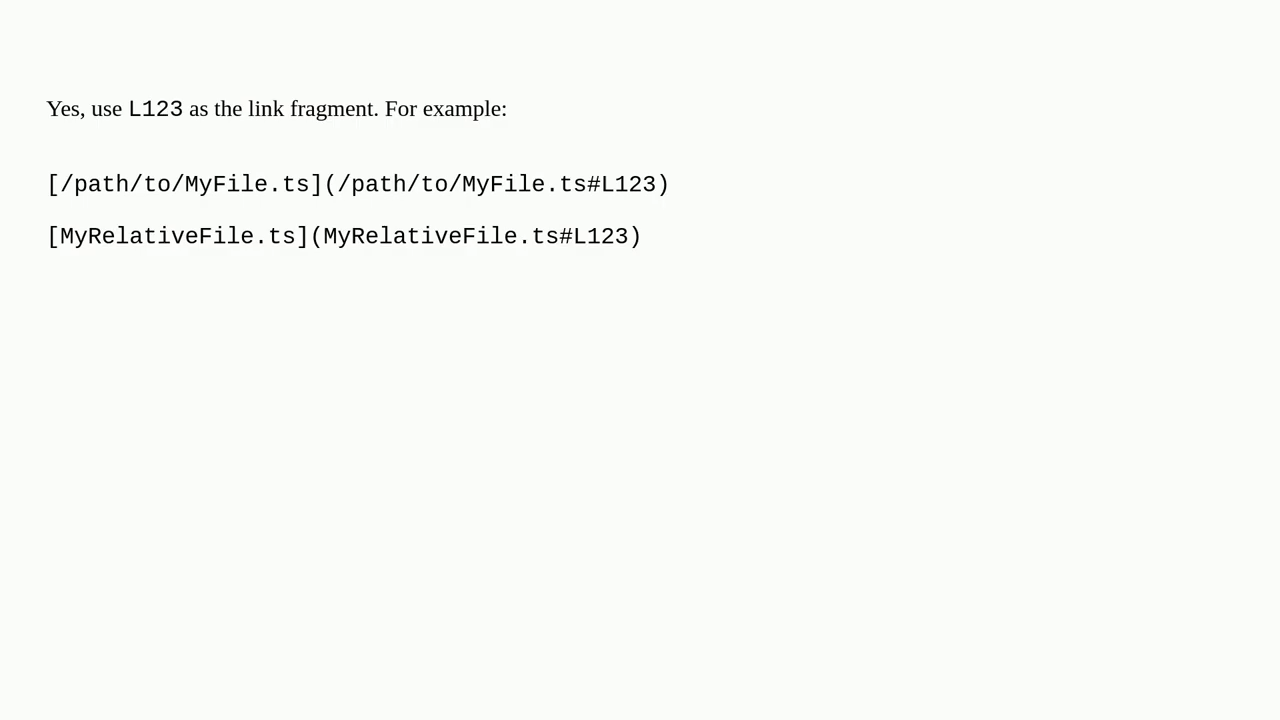 Yes, use L123 as the link fragment. For example:
[/path/to/MyFile.ts](/path/to/MyFile.ts#L123)
[MyRelativeFile.ts](MyRelativeFile.ts#L123)